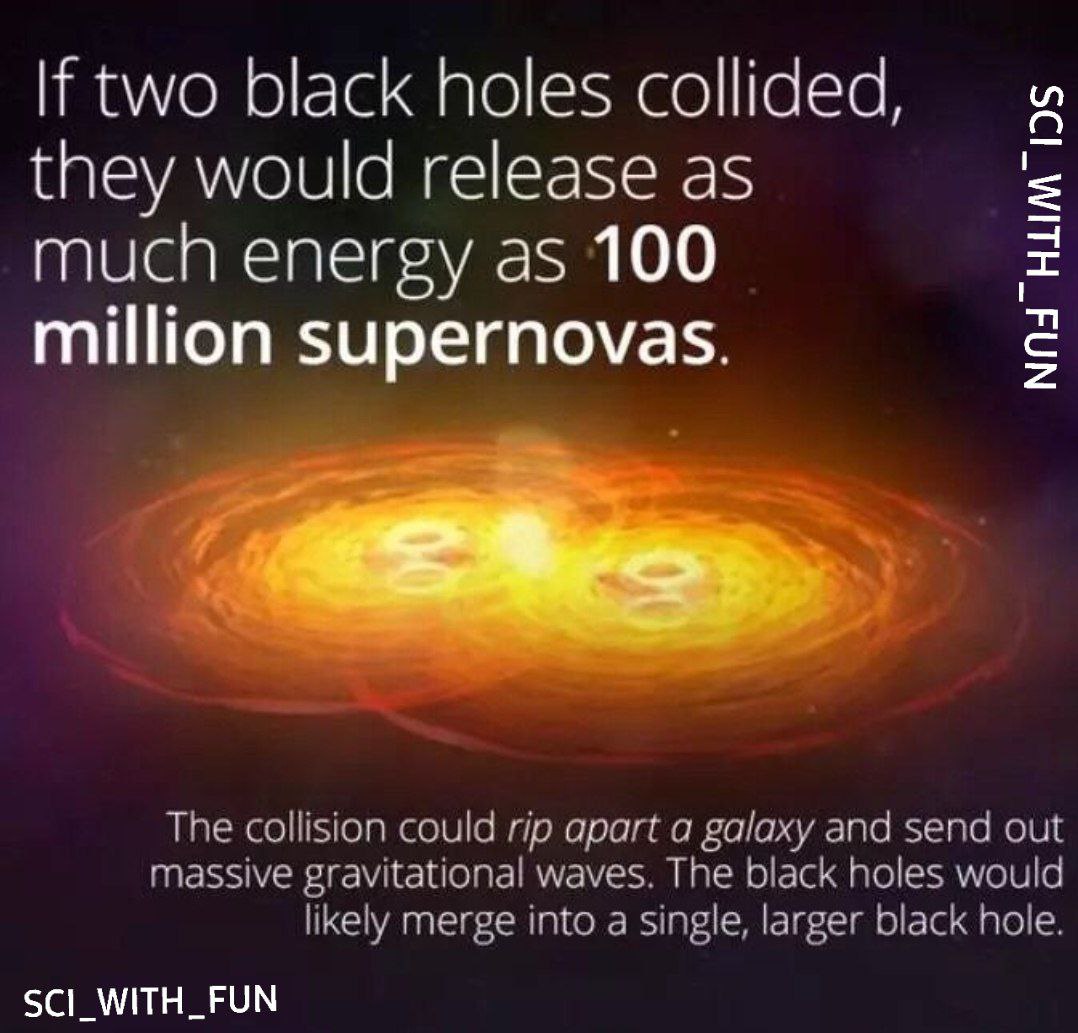 If two black holes collided,
they would release as
much energy as 100
million supernovas.
SCI_WITH_FUN
The collision could rip apart a galaxy and send out
massive gravitational waves. The black holes would
likely merge into a single, larger black hole.
SCI_WITH_FUN